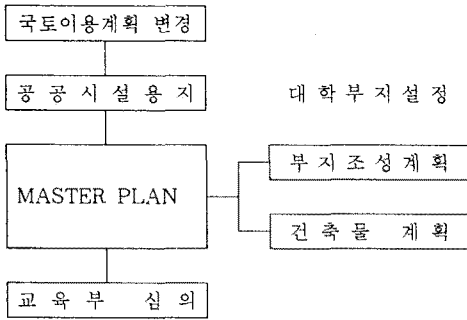 국토이용계획 변경
공 공 시 설 용 지
대 학 부 지 설 정
부 지 조 성 계 획
MASTER PLAN
건 축 물 계 획
교 육 부 심 의